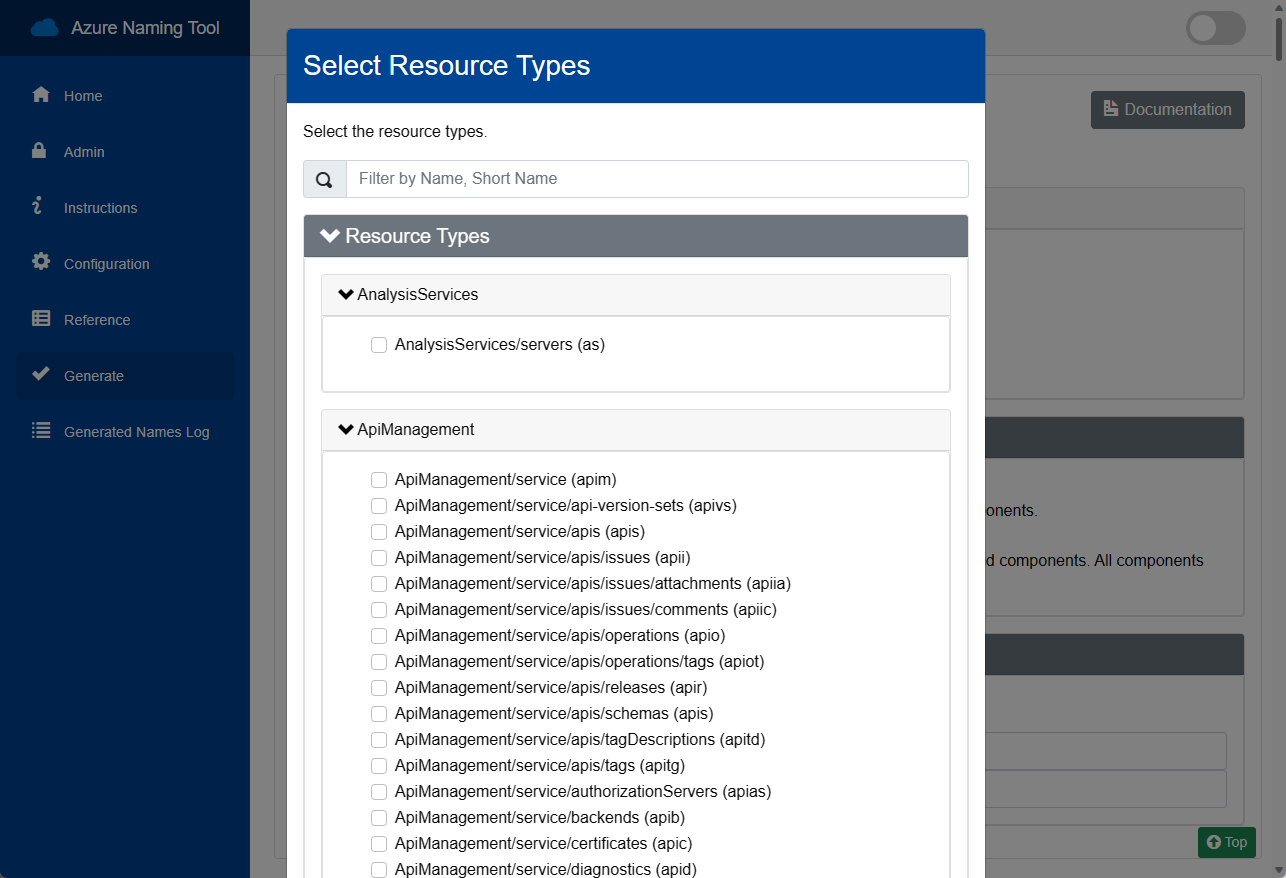 Azure Naming Tool
Home
Admin
Instructions
Configuration
Reference
Generate
Generated Names Log
Select Resource Types
Select the resource types.
Filter by Name, Short Name
Resource Types
AnalysisServices
AnalysisServices/servers (as)
ApiManagement
ApiManagement/service (apim)
ApiManagement/service/api-version-sets (apivs)
ApiManagement/service/apis (apis)
ApiManagement/service/apis/issues (apii)
ApiManagement/service/apis/issues/attachments (apiia)
ApiManagement/service/apis/issues/comments (apiic)
ApiManagement/service/apis/operations (apio)
ApiManagement/service/apis/operations/tags (apiot)
ApiManagement/service/apis/releases (apir)
ApiManagement/service/apis/schemas (apis)
ApiManagement/service/apis/tagDescriptions (apitd)
ApiManagement/service/apis/tags (apitg)
ApiManagement/service/authorizationServers (apias)
ApiManagement/service/backends (apib)
ApiManagement/service/certificates (apic)
ApiManagement/service/diagnostics (apid)
Documentation
onents.
d components. All components
Top